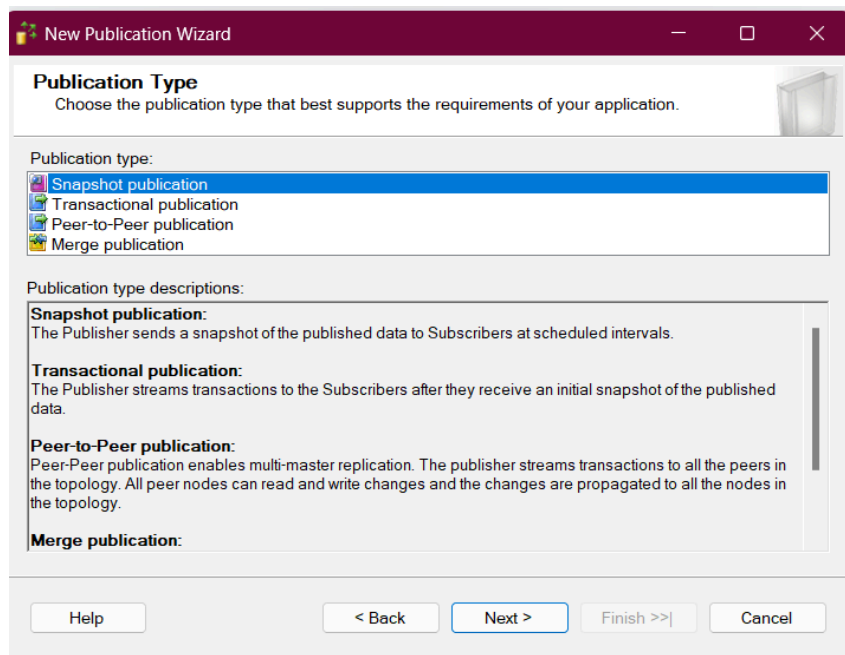 New Publication Wizard
Publication Type
Choose the publication type that best supports the requirements of your application.
Publication type:
Snapshot publication
Transactional publication
Peer-to-Peer publication
Merge publication
Publication type descriptions:
Snapshot publication:
The Publisher sends a snapshot of the published data to Subscribers at scheduled intervals.
Transactional publication:
The Publisher streams transactions to the Subscribers after they receive an initial snapshot of the published
data.
Peer-to-Peer publication:
Peer-Peer publication enables multi-master replication. The publisher streams transactions to all the peers in
the topology. All peer nodes can read and write changes and the changes are propagated to all the nodes in
the topology.
Merge publication:
Help
< Back
Next >
Finish >>|
Cancel